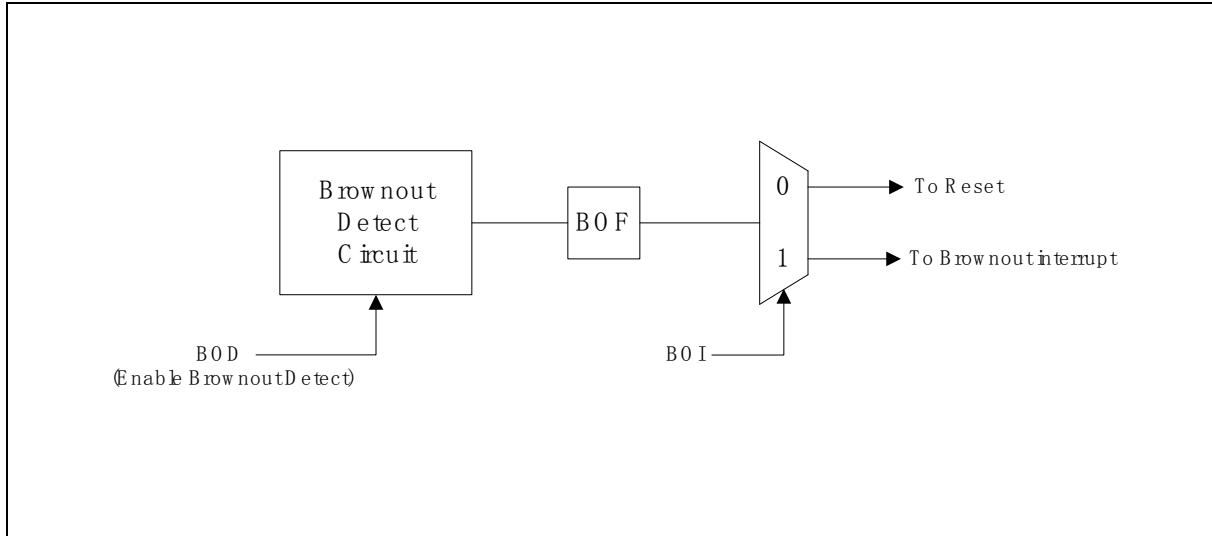 Brownout
Detect
Circuit
BOF
0
1
To Reset
To Brownout interrupt
BOD
(Enable Brownout Detect)
BOI